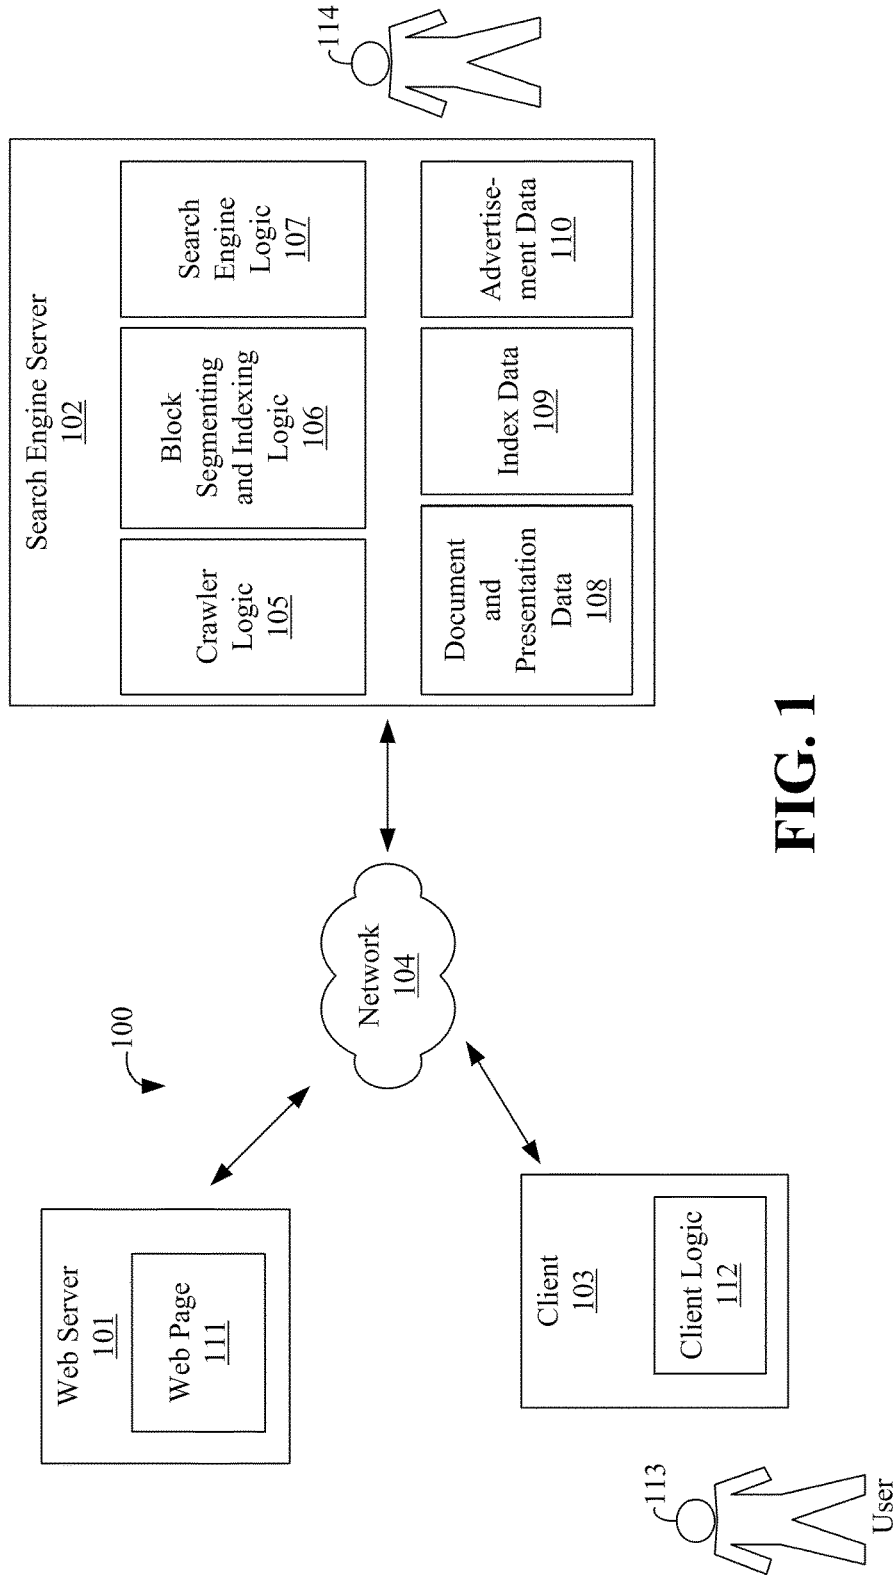 100
Web Server
101
Web Page
111
Network
104
Client
103
Client Logic
112
113
User
Search Engine Server
102
Crawler
Logic
105
Block
Segmenting
and Indexing
Logic
106
Search
Engine
Logic
107
Document
and
Presentation
Data
108
Index Data
109
Advertise-
ment Data
110
114
FIG. 1